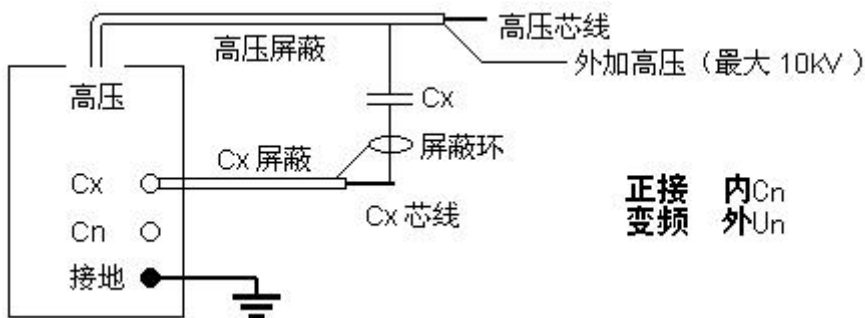 高压芯线
高压屏蔽
外加高压（最大 10KV ）
高压
Cx
Cx 屏蔽
屏蔽环
Cx
Cx 芯线
正接 内Cn
变频 外Un
Cn
接地